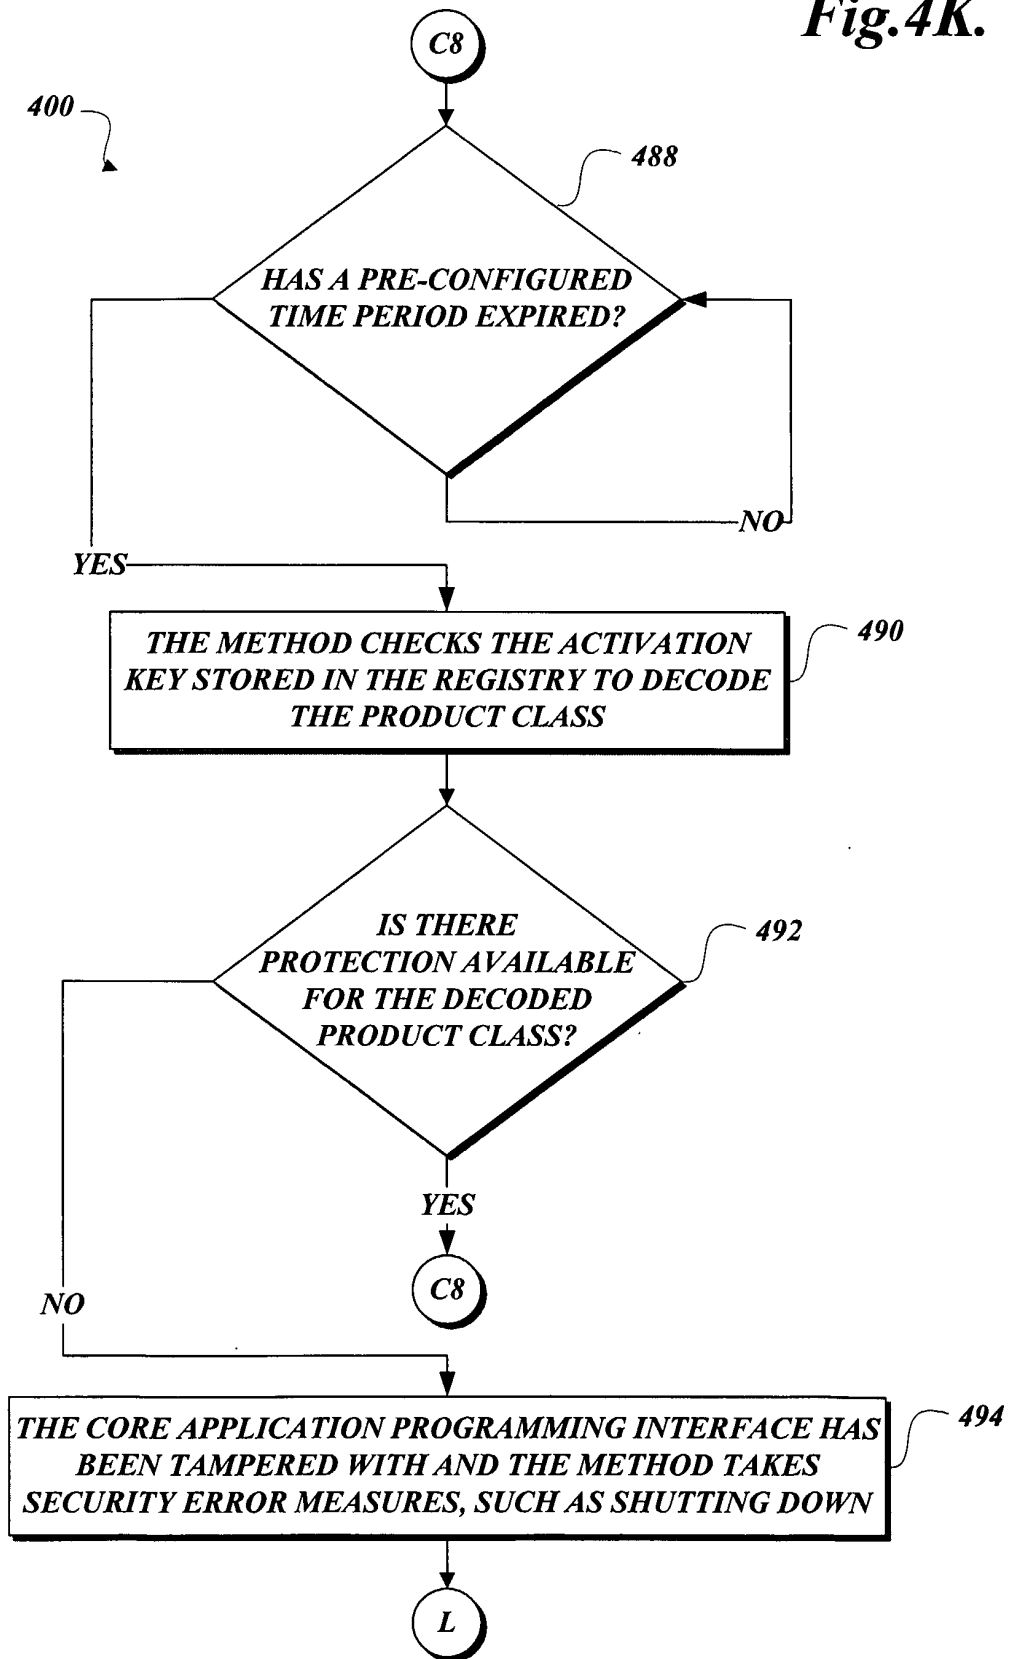 Fig.4K.
C8
400
488
HAS A PRE-CONFIGURED
TIME PERIOD EXPIRED?
NO
YES
490
THE METHOD CHECKS THE ACTIVATION
KEY STORED IN THE REGISTRY TO DECODE
THE PRODUCT CLASS
492
IS THERE
PROTECTION AVAILABLE
FOR THE DECODED
PRODUCT CLASS?
YES
C8
NO
494
THE CORE APPLICATION PROGRAMMING INTERFACE HAS
BEEN TAMPERED WITH AND THE METHOD TAKES
SECURITY ERROR MEASURES, SUCH AS SHUTTING DOWN
L